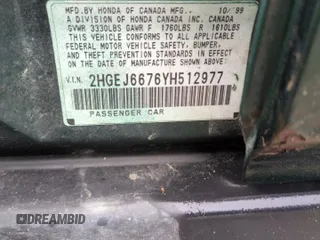 MFD. BY HONDA OF CANADA MFG., 10/99
A DIVISION OF HONDA CANADA INC. CANADA
GVWR 3330LBS GAWR F 1760LBS R 1610LBS
THIS VEHICLE CONFORMS TO ALL APPLICABLE
FEDERAL MOTOR VEHICLE SAFETY, BUMPER,
AND THEFT PREVENTION STANDARDS IN
EFFECT ON THE DATE OF MANUFACTURE SHOWN ABOVE
V.I.N. 2HGEJ6676YH512977
PASSENGER CAR
DREAMBID